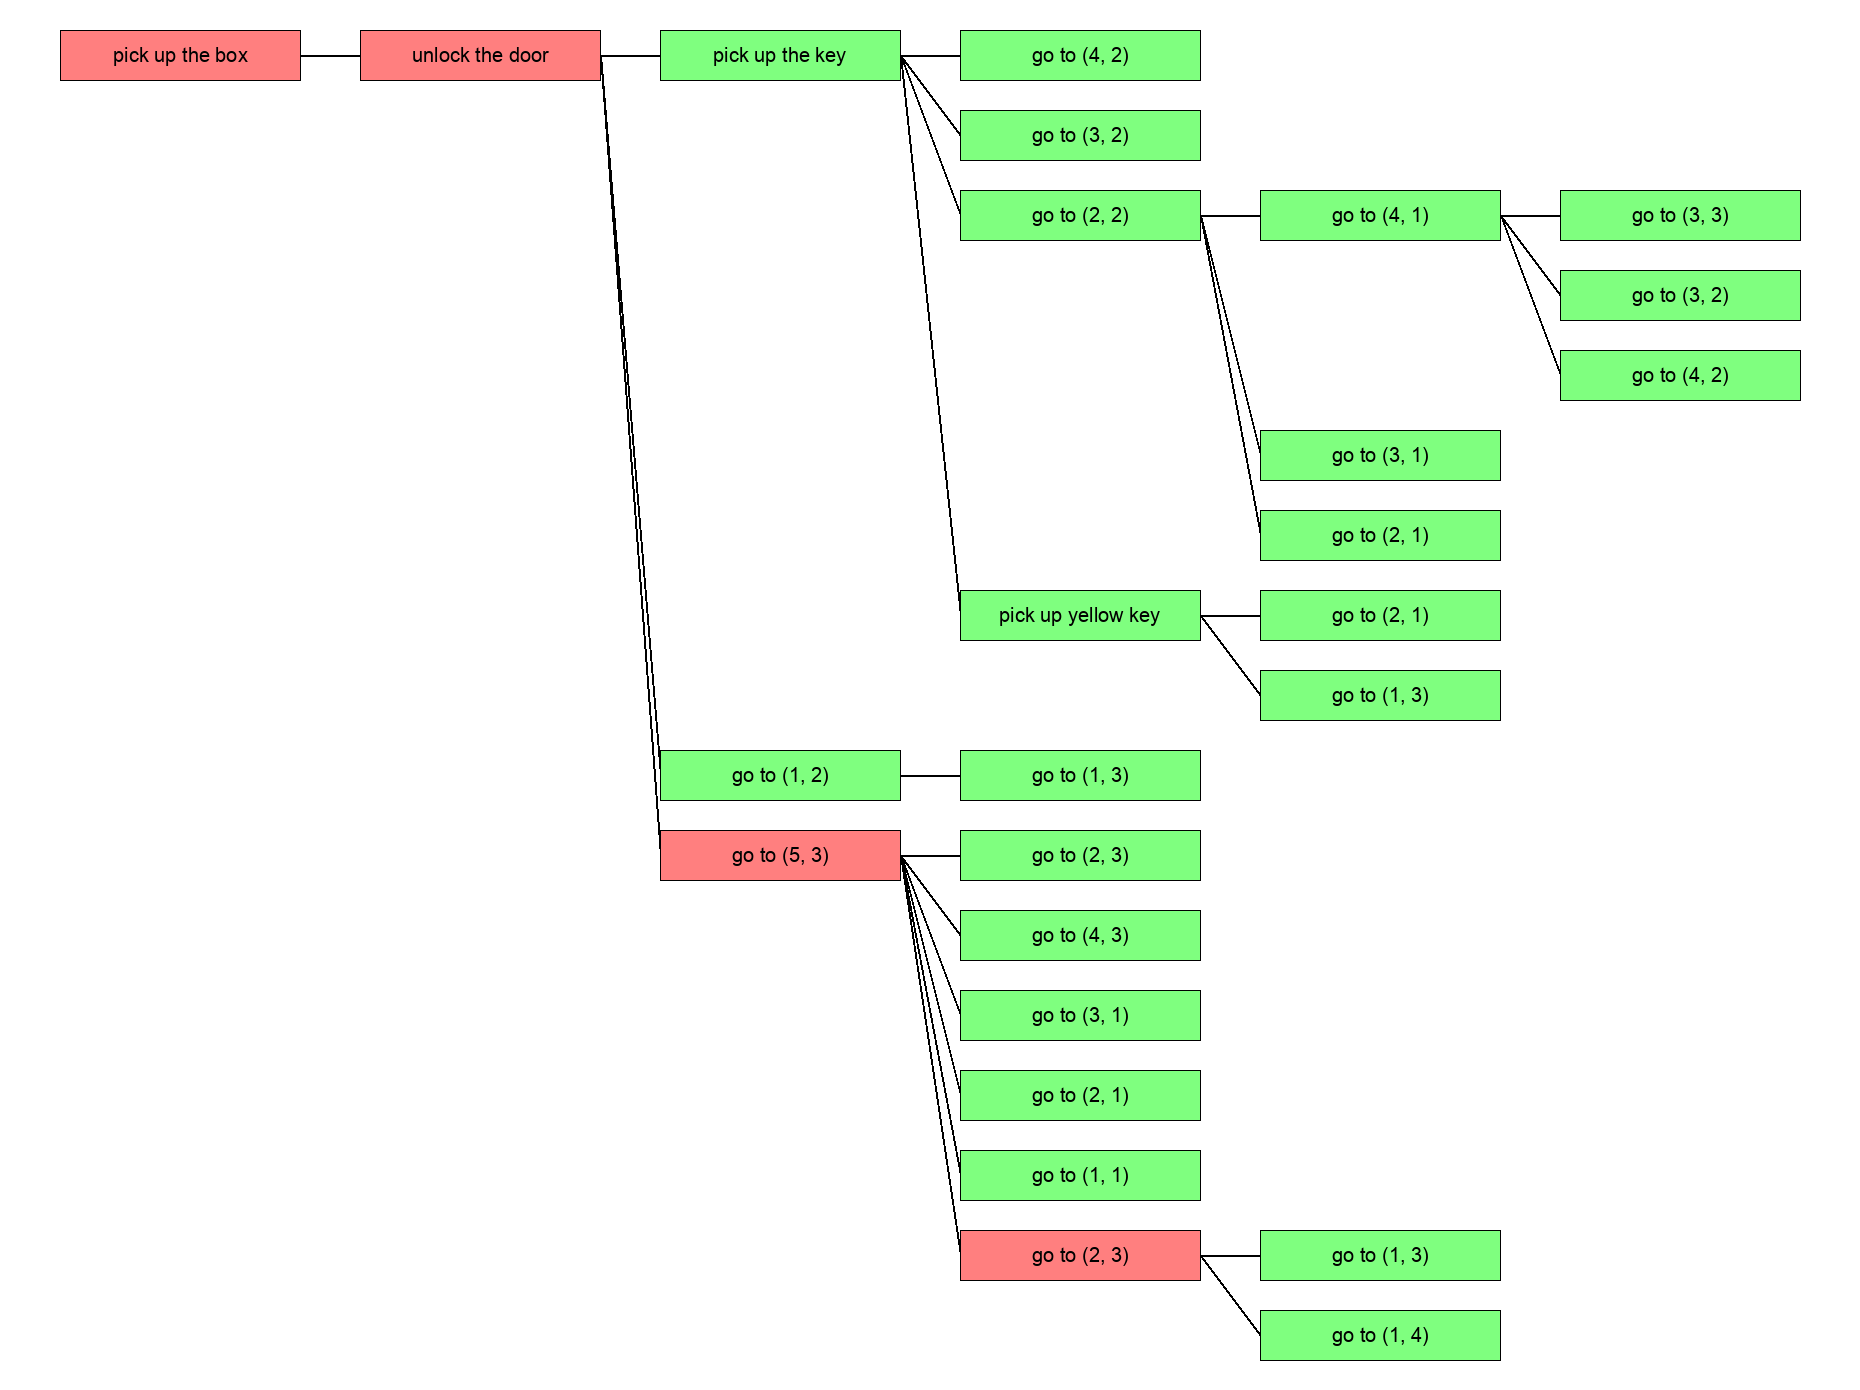 pick up the box
unlock the door
pick up the key
go to (4, 2)
go to (3, 2)
go to (2, 2)
go to (4, 1)
go to (3, 3)
go to (3, 2)
go to (4, 2)
go to (3, 1)
go to (2, 1)
pick up yellow key
go to (2, 1)
go to (1, 3)
go to (1, 2)
go to (1, 3)
go to (5, 3)
go to (2, 3)
go to (4, 3)
go to (3, 1)
go to (2, 1)
go to (1, 1)
go to (2, 3)
go to (1, 3)
go to (1, 4)